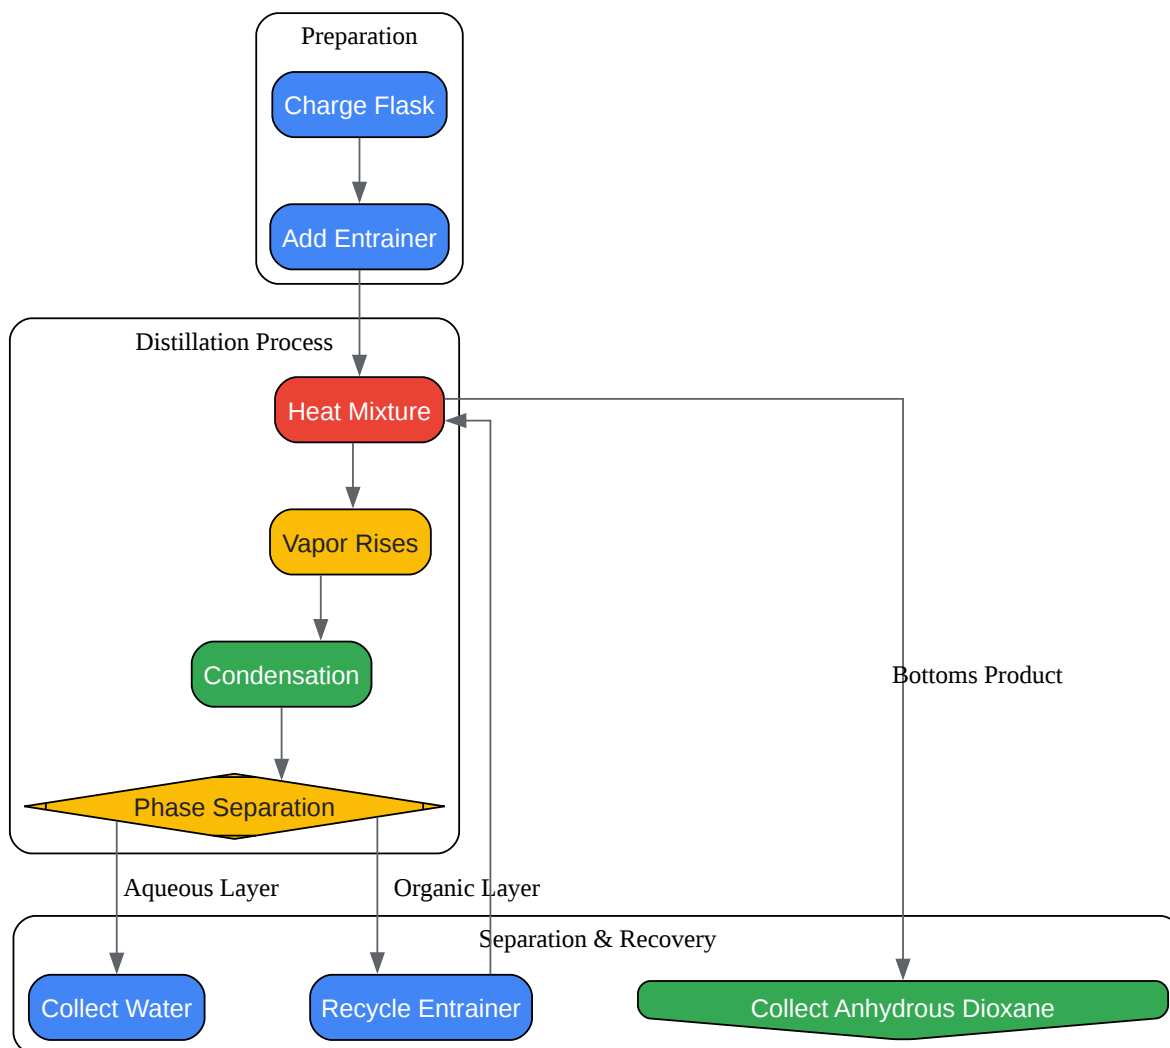 Preparation
Charge Flask
Add Entrainer
Distillation Process
Heat Mixture
Vapor Rises
Condensation
Bottoms Product
Phase Separation
Aqueous Layer
Organic Layer
Separation & Recovery
Collect Water
Recycle Entrainer
Collect Anhydrous Dioxane